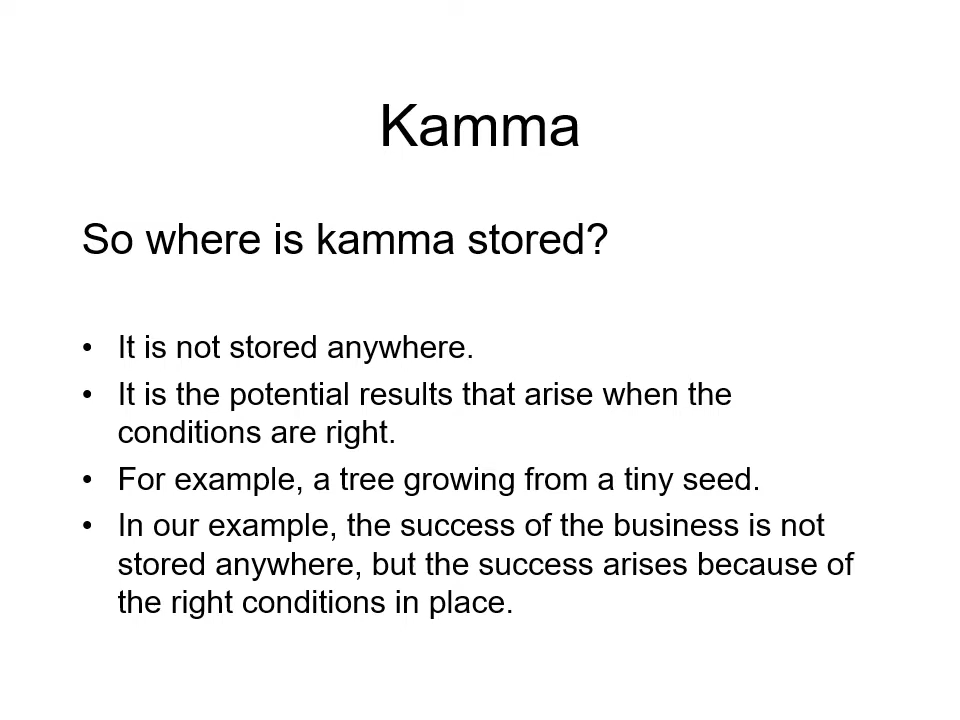 Kamma
So where is kamma stored?
• It is not stored anywhere.
• It is the potential results that arise when the
conditions are right.
• For example, a tree growing from a tiny seed.
• In our example, the success of the business is not
stored anywhere, but the success arises because of
the right conditions in place.